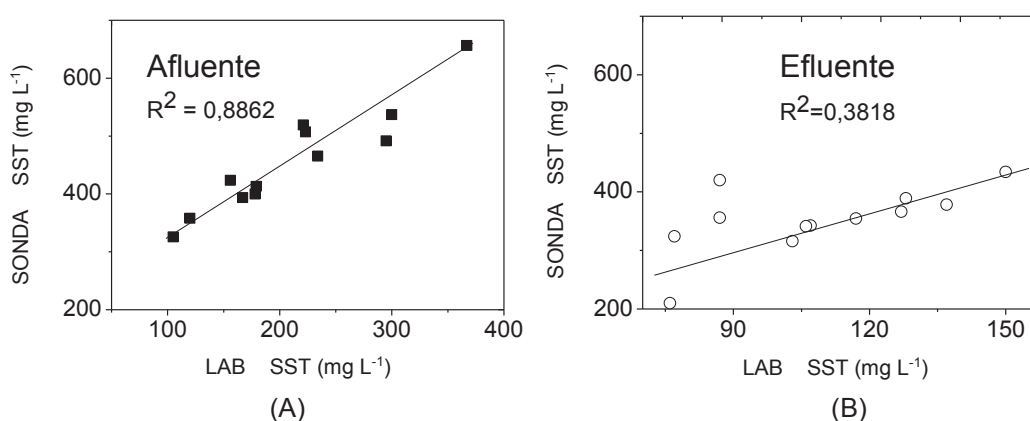 Afluente
R² = 0,8862
SONDA SST (mg L⁻¹)
600
400
200
100 200 300 400
LAB SST (mg L⁻¹)
(A)
Efluente
R²=0,3818
SONDA SST (mg L⁻¹)
600
400
200
90 120 150
LAB SST (mg L⁻¹)
(B)